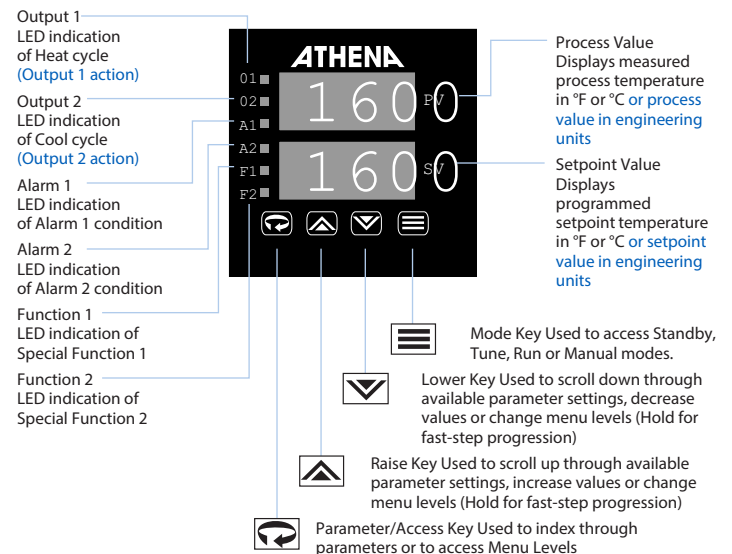 Output 1
LED indication
of Heat cycle
(Output 1 action)
Output 2
LED indication
of Cool cycle
(Output 2 action)
Alarm 1
LED indication
of Alarm 1 condition
Alarm 2
LED indication
of Alarm 2 condition
Function 1
LED indication of
Special Function 1
Function 2
LED indication of
Special Function 2
ATHENA
01
02
A1
A2
F1
F2
1600
PV
1600
SV
Process Value
Displays measured
process temperature
in °F or °C or process
value in engineering
units
Setpoint Value
Displays
programmed
setpoint temperature
in °F or °C or setpoint
value in engineering
units
Mode Key Used to access Standby,
Tune, Run or Manual modes.
Lower Key Used to scroll down through
available parameter settings, decrease
values or change menu levels (Hold for
fast-step progression)
Raise Key Used to scroll up through available
parameter settings, increase values or change
menu levels (Hold for fast-step progression)
Parameter/Access Key Used to index through
parameters or to access Menu Levels